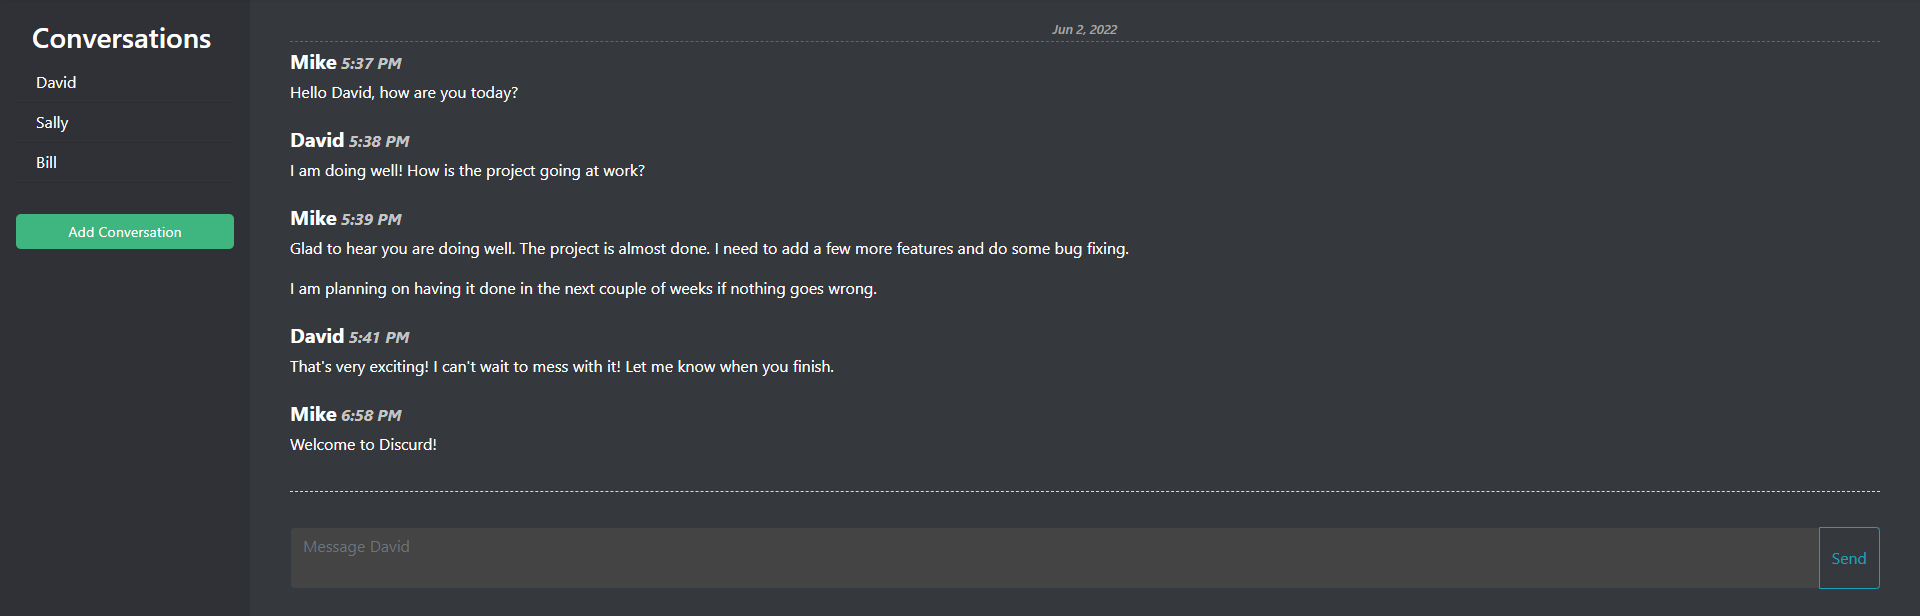 Conversations
David
Sally
Bill
Add Conversation
Jun 2, 2022
Mike 5:37 PM
Hello David, how are you today?
David 5:38 PM
I am doing well! How is the project going at work?
Mike 5:39 PM
Glad to hear you are doing well. The project is almost done. I need to add a few more features and do some bug fixing.
I am planning on having it done in the next couple of weeks if nothing goes wrong.
David 5:41 PM
That's very exciting! I can't wait to mess with it! Let me know when you finish.
Mike 6:58 PM
Welcome to Discurd!
Message David
Send